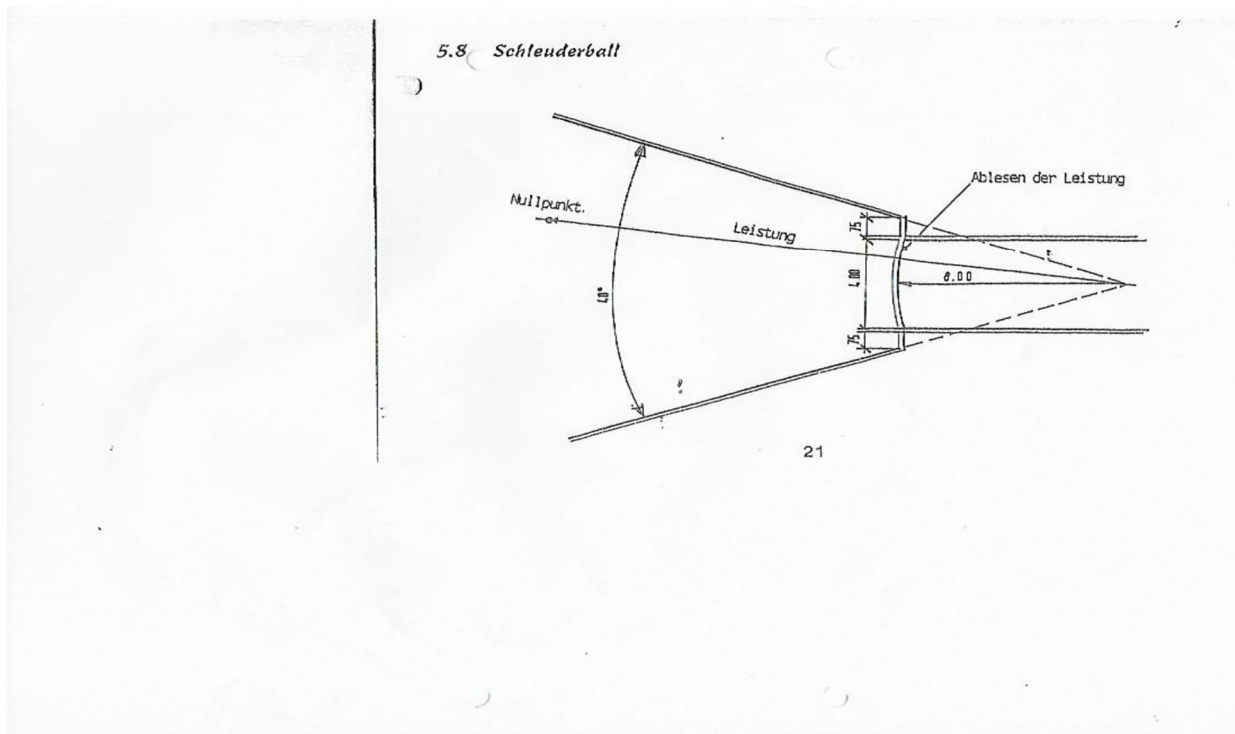 5.8 Schleuderball
Ablesen der Leistung
Nullpunkt.
Leistung
75
4.00
8.00
40°
75
21